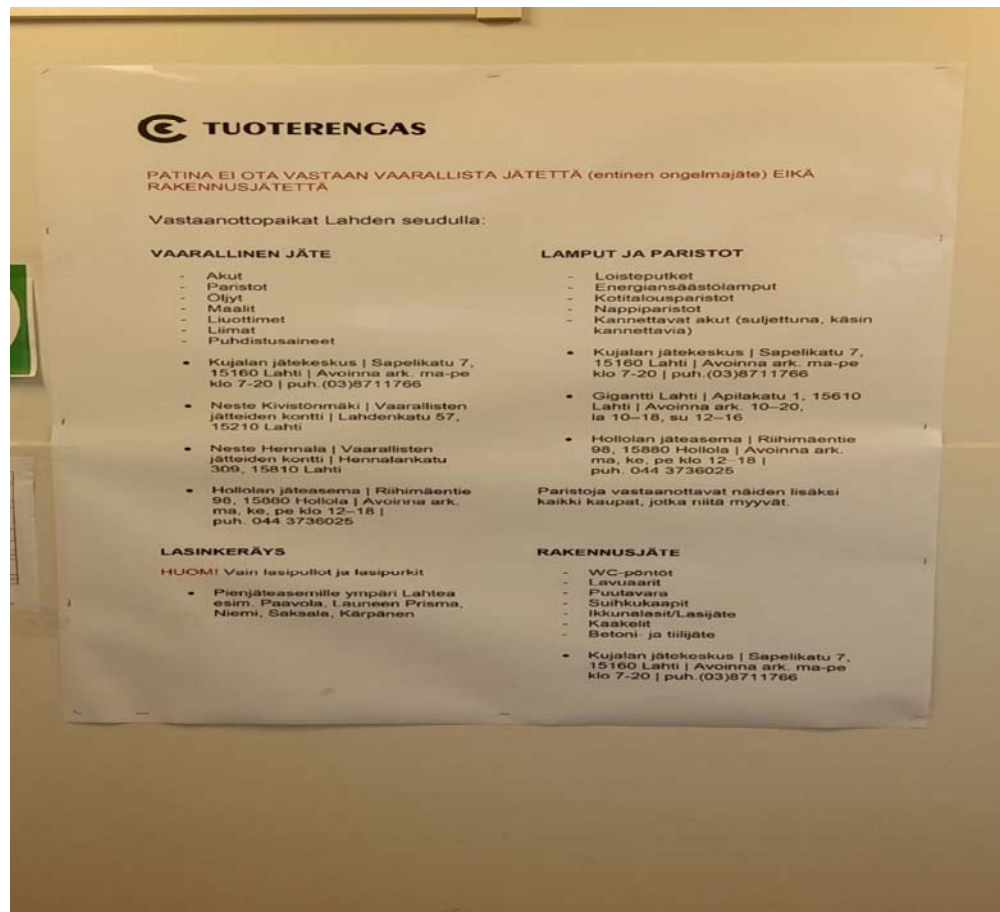 TUOTERENGAS
PATINA EI OTA VASTAAN VAARALLISTA JÄTETTÄ (entinen ongelmajäte) EIKÄ
RAKENNUSJÄTETTÄ
Vastaanottopaikat Lahden seudulla:
VAARALLINEN JÄTE
- Akut
- Paristot
- Öljyt
- Maalit
- Liuottimet
- Liimat
- Puhdistusaineet
• Kujalan jätekeskus | Sapelikatu 7,
15160 Lahti | Avoinna ark. ma-pe
klo 7-20 | puh.(03)8711766
• Neste Kivistönmäki | Vaarallisten
jätteiden kontti | Lahdenkatu 57,
15210 Lahti
• Neste Hennala | Vaarallisten
jätteiden kontti | Hennalankatu
309, 15810 Lahti
• Hollolan jäteasema | Riihimäentie
98, 15880 Hollola | Avoinna ark.
ma, ke, pe klo 12–18 |
puh. 044 3736025
LAMPUT JA PARISTOT
- Loisteputket
- Energiansäästölamput
- Kotitalousparistot
- Nappiparistot
- Kannettavat akut (suljettuna, käsin
kannettavia)
• Kujalan jätekeskus | Sapelikatu 7,
15160 Lahti | Avoinna ark. ma-pe
klo 7-20 | puh.(03)8711766
• Gigantti Lahti | Apilakatu 1, 15610
Lahti | Avoinna ark. 10–20,
la 10–18, su 12–16
• Hollolan jäteasema | Riihimäentie
98, 15880 Hollola | Avoinna ark.
ma, ke, pe klo 12–18 |
puh. 044 3736025
Paristoja vastaanottavat näiden lisäksi
kaikki kaupat, jotka niitä myyvät.
LASINKERÄYS
HUOM! Vain lasipullot ja lasipurkit
• Pienjäteasemille ympäri Lahtea
esim. Paavola, Launeen Prisma,
Niemi, Saksala, Kärpänen
RAKENNUSJÄTE
- WC-pöntöt
- Lavuaarit
- Puutavara
- Suihkukaapit
- Ikkunalasit/Lasijäte
- Kaakelit
- Betoni- ja tiilijäte
• Kujalan jätekeskus | Sapelikatu 7,
15160 Lahti | Avoinna ark. ma-pe
klo 7-20 | puh.(03)8711766